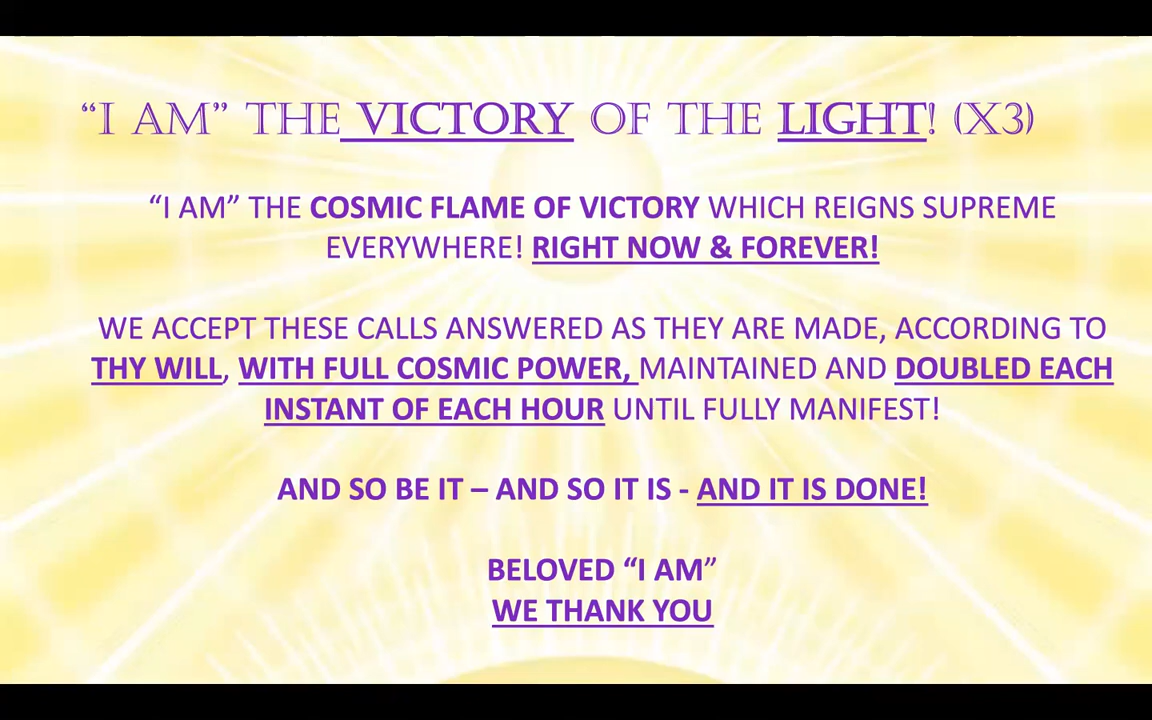 “I AM” THE VICTORY OF THE LIGHT! (X3)
“I AM” THE COSMIC FLAME OF VICTORY WHICH REIGNS SUPREME
EVERYWHERE! RIGHT NOW & FOREVER!
WE ACCEPT THESE CALLS ANSWERED AS THEY ARE MADE, ACCORDING TO
THY WILL, WITH FULL COSMIC POWER, MAINTAINED AND DOUBLED EACH
INSTANT OF EACH HOUR UNTIL FULLY MANIFEST!
AND SO BE IT – AND SO IT IS - AND IT IS DONE!
BELOVED “I AM”
WE THANK YOU